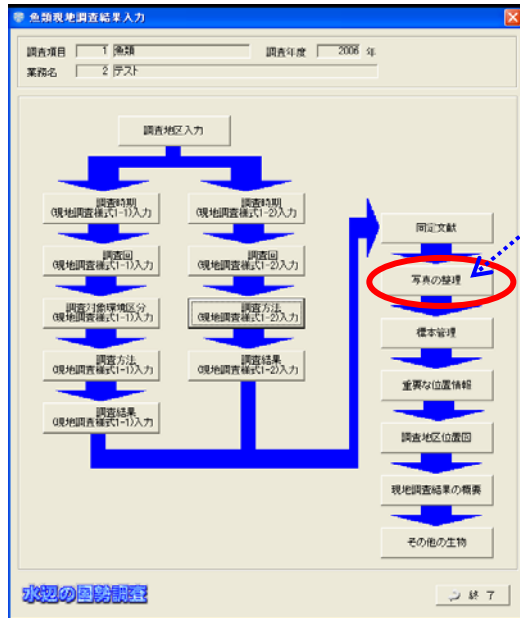 魚類現地調査結果入力
調査項目 1 魚類 調査年度 2006 年
業務名 2 テスト
調査地区入力
調査時期
(現地調査様式1-1)入力
調査回
(現地調査様式1-1)入力
調査対象環境区分
(現地調査様式1-1)入力
調査方法
(現地調査様式1-1)入力
調査結果
(現地調査様式1-1)入力
調査時期
(現地調査様式1-2)入力
調査回
(現地調査様式1-2)入力
調査方法
(現地調査様式1-2)入力
調査結果
(現地調査様式1-2)入力
同定文献
写真の整理
標本管理
重要な位置情報
調査地区位置図
現地調査結果の概要
その他の生物
水辺の国勢調査
終了